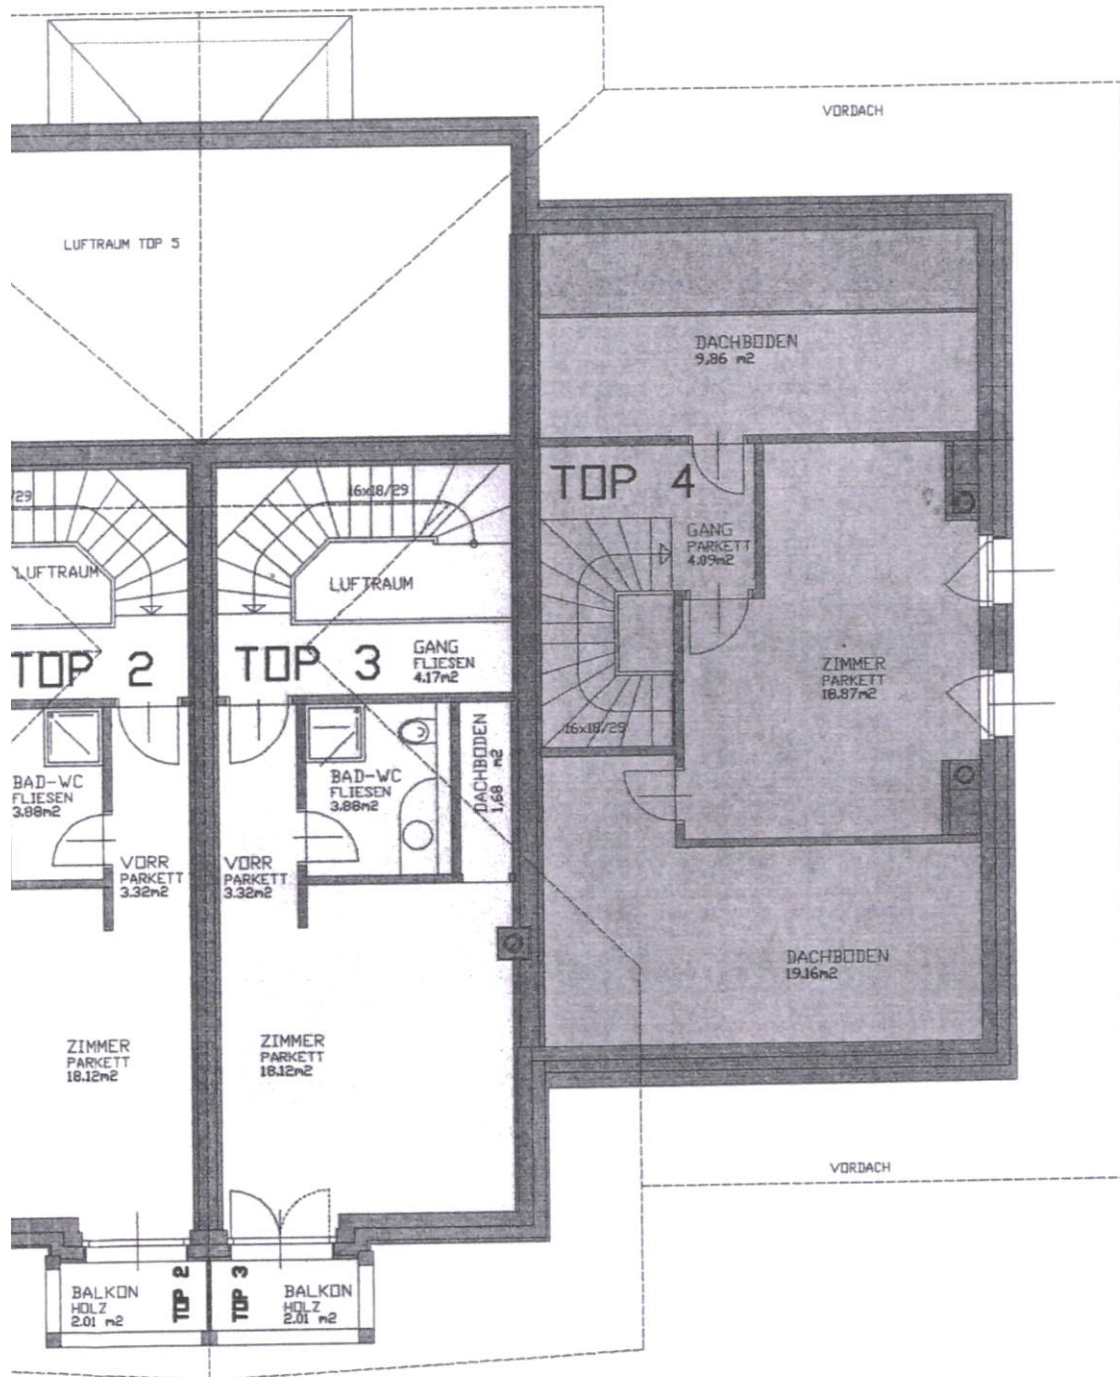 VORDACH
LUFTRAUM TOP 5
DACHBODEN
9,86 m2
TOP 4
GANG
PARKETT
4.09m2
/29
16x18/29
LUFTRAUM
LUFTRAUM
TOP 2
TOP 3
GANG
FLIESEN
4.17m2
ZIMMER
PARKETT
18.87m2
16x18/29
BAD-WC
FLIESEN
3.88m2
BAD-WC
FLIESEN
3.88m2
DACHBODEN
1,68 m2
VORR
PARKETT
3.32m2
VORR
PARKETT
3.32m2
DACHBODEN
19.16m2
ZIMMER
PARKETT
18.12m2
ZIMMER
PARKETT
18.12m2
VORDACH
BALKON
HOLZ
2.01 m2
TOP 2
TOP 3
BALKON
HOLZ
2.01 m2